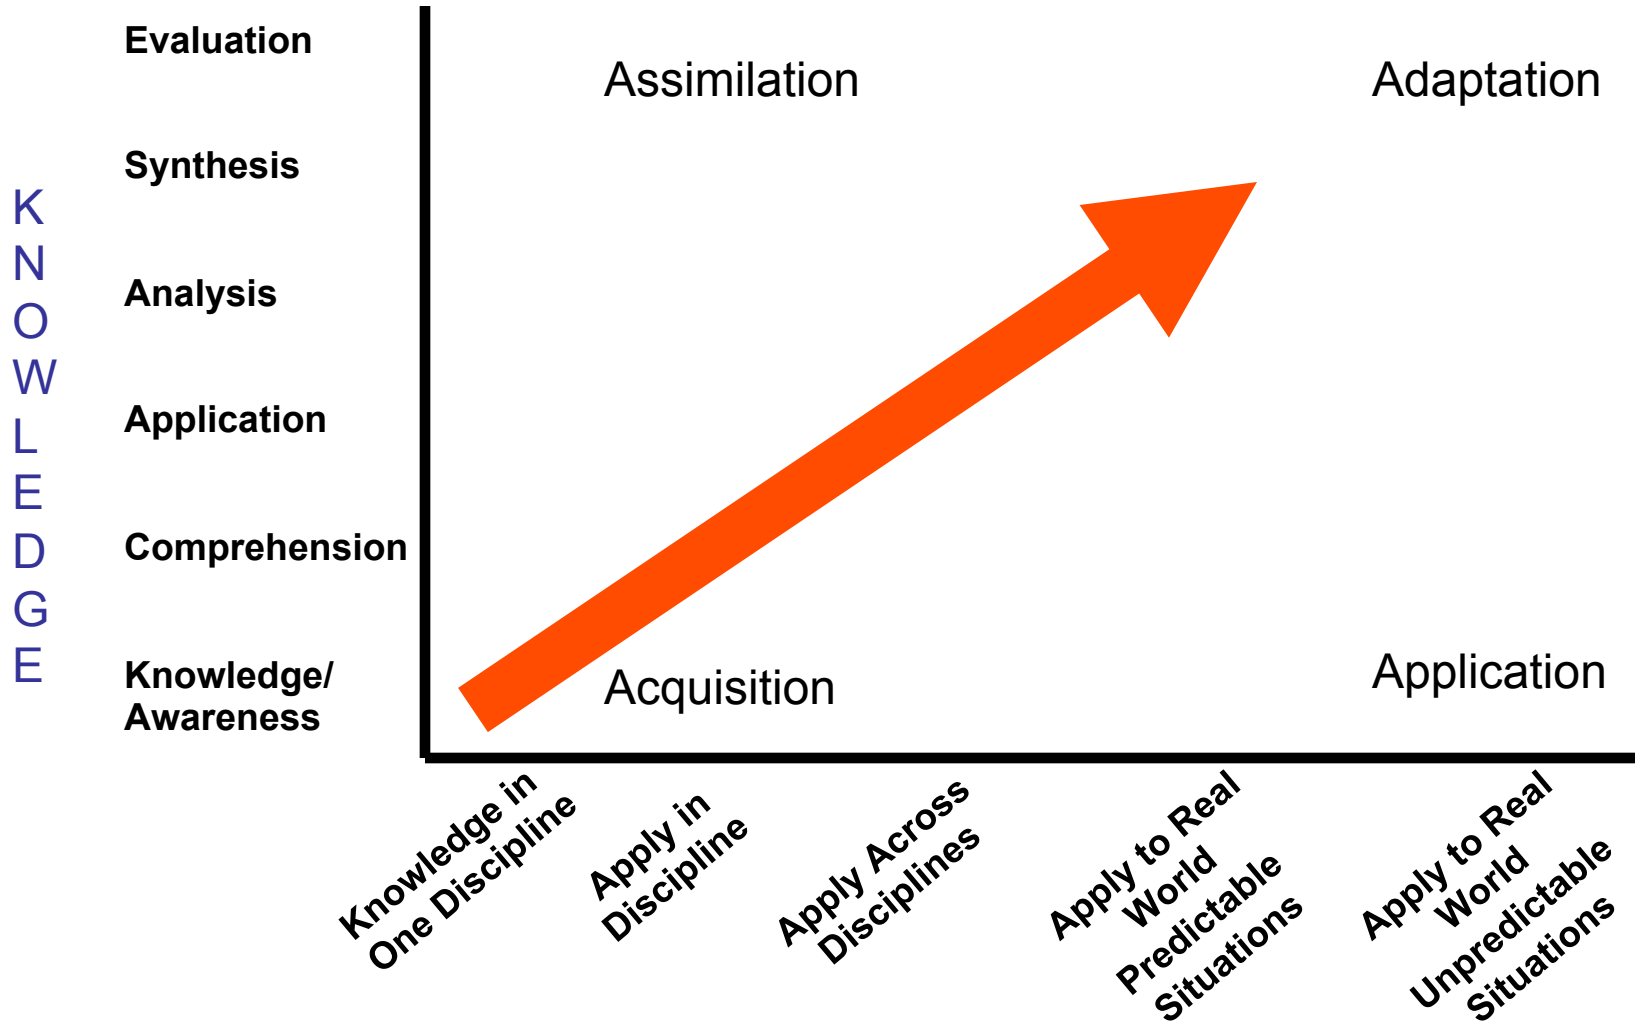 K
N
O
W
L
E
D
G
E
Evaluation
Synthesis
Analysis
Application
Comprehension
Knowledge/
Awareness
Assimilation
Adaptation
Acquisition
Application
Knowledge in
One Discipline
Apply in
Discipline
Apply Across
Disciplines
Apply to Real
World
Predictable
Situations
Apply to Real
World
Unpredictable
Situations